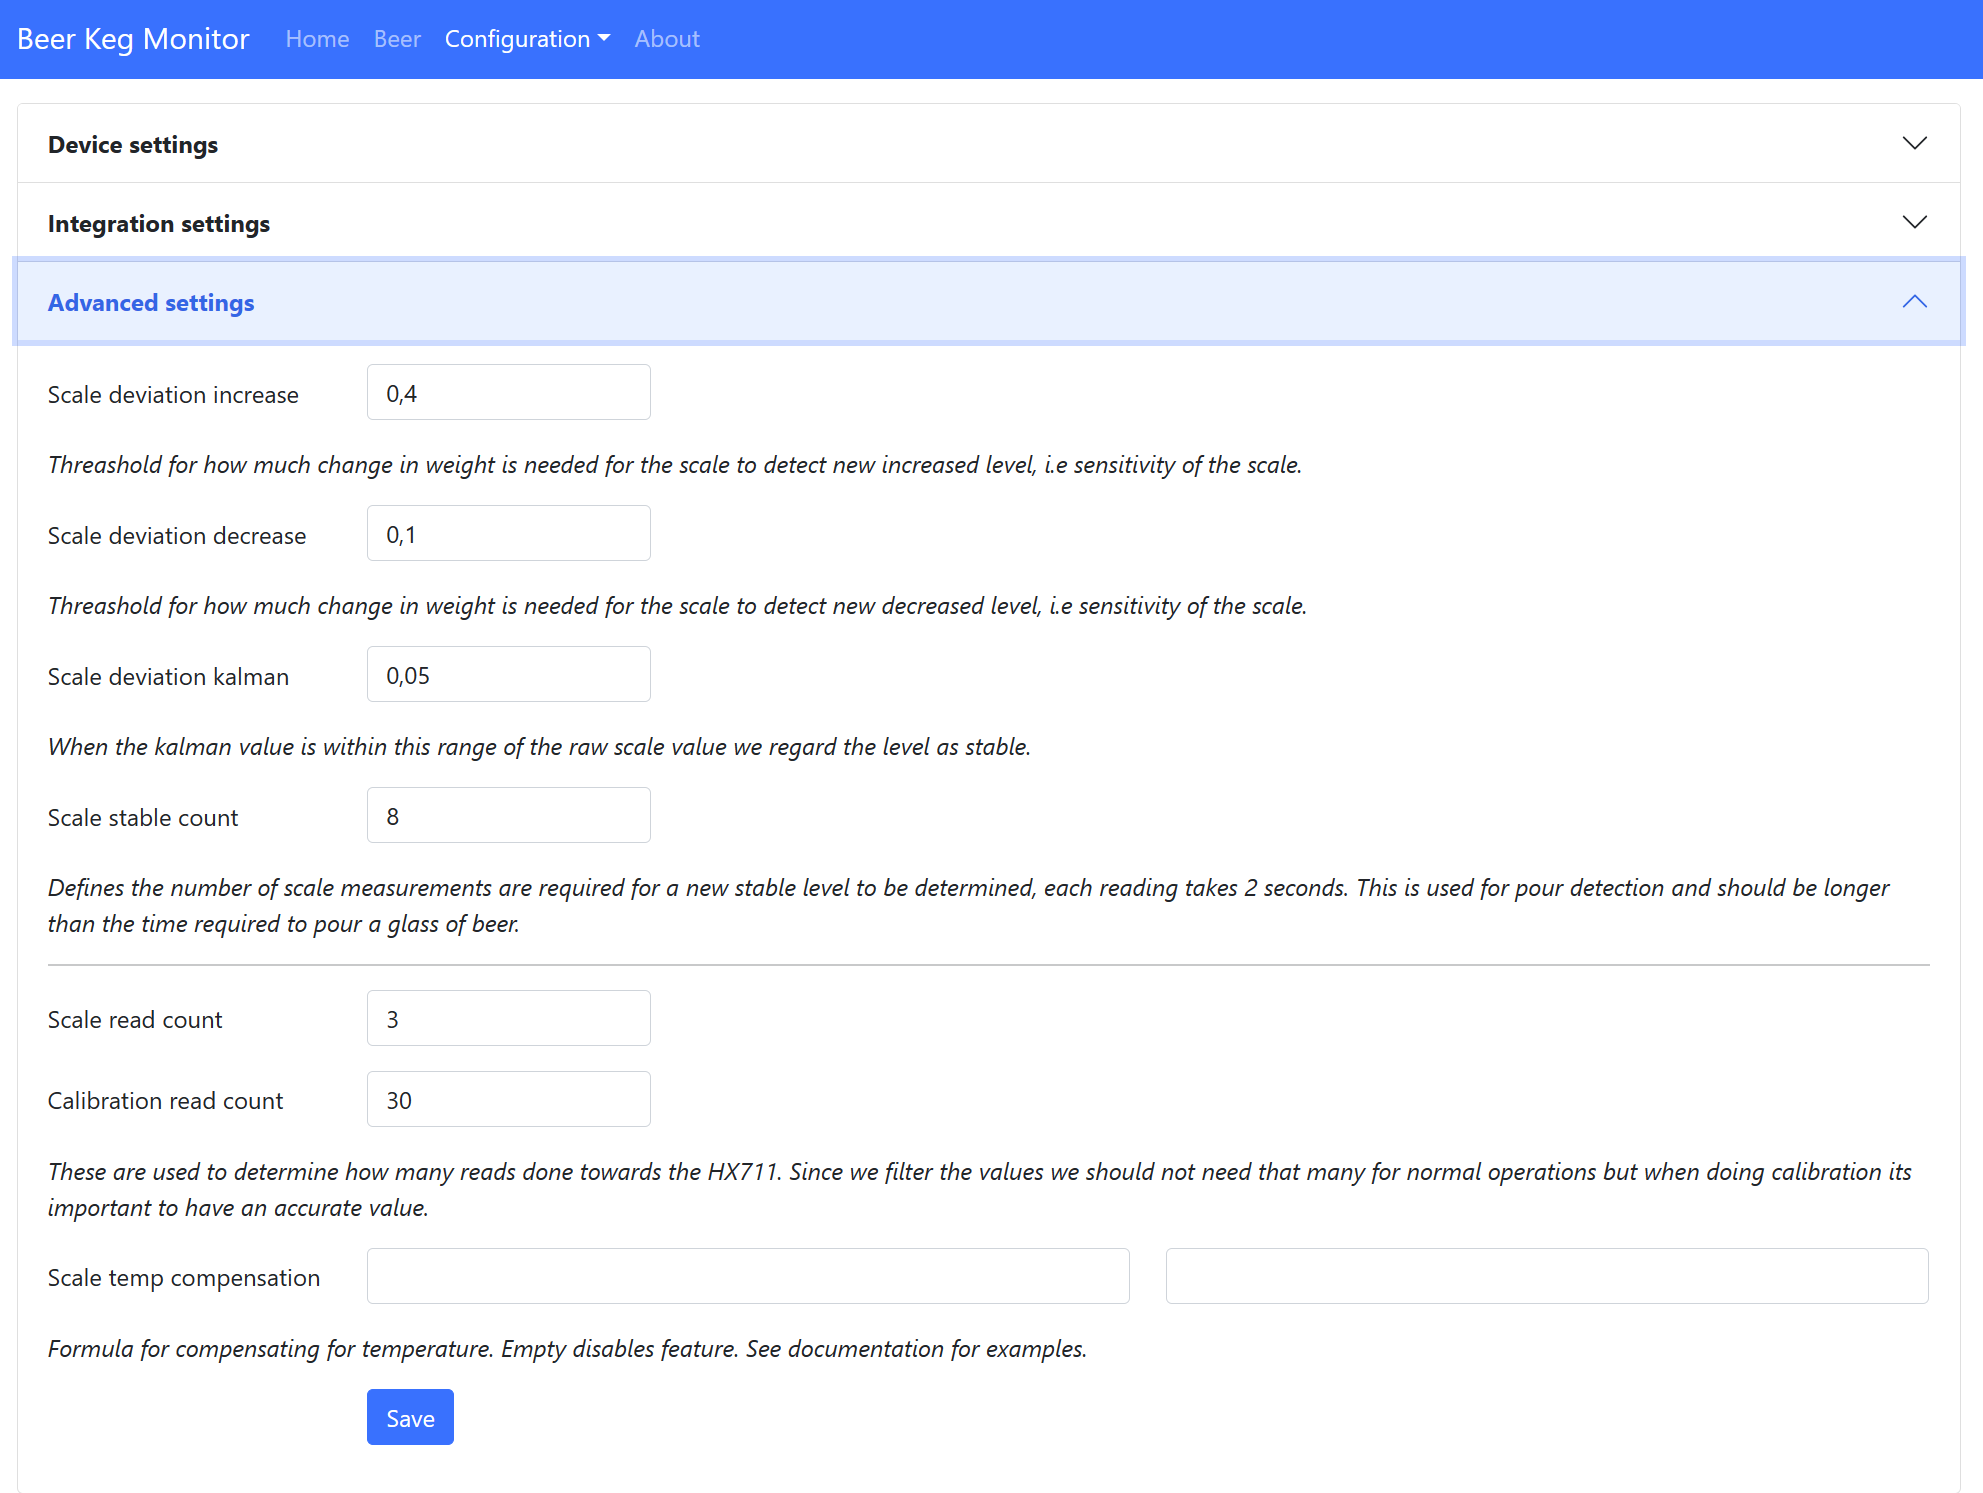 Beer Keg Monitor Home Beer Configuration About
Device settings
Integration settings
Advanced settings
Scale deviation increase 0,4
Threashold for how much change in weight is needed for the scale to detect new increased level, i.e sensitivity of the scale.
Scale deviation decrease 0,1
Threashold for how much change in weight is needed for the scale to detect new decreased level, i.e sensitivity of the scale.
Scale deviation kalman 0,05
When the kalman value is within this range of the raw scale value we regard the level as stable.
Scale stable count 8
Defines the number of scale measurements are required for a new stable level to be determined, each reading takes 2 seconds. This is used for pour detection and should be longer
than the time required to pour a glass of beer.
Scale read count 3
Calibration read count 30
These are used to determine how many reads done towards the HX711. Since we filter the values we should not need that many for normal operations but when doing calibration its
important to have an accurate value.
Scale temp compensation
Formula for compensating for temperature. Empty disables feature. See documentation for examples.
Save